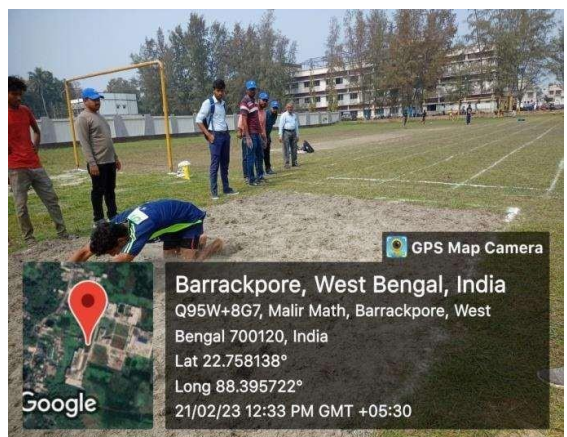 GPS Map Camera
Barrackpore, West Bengal, India
Q95W+8G7, Malir Math, Barrackpore, West
Bengal 700120, India
Lat 22.758138°
Long 88.395722°
21/02/23 12:33 PM GMT +05:30
Google